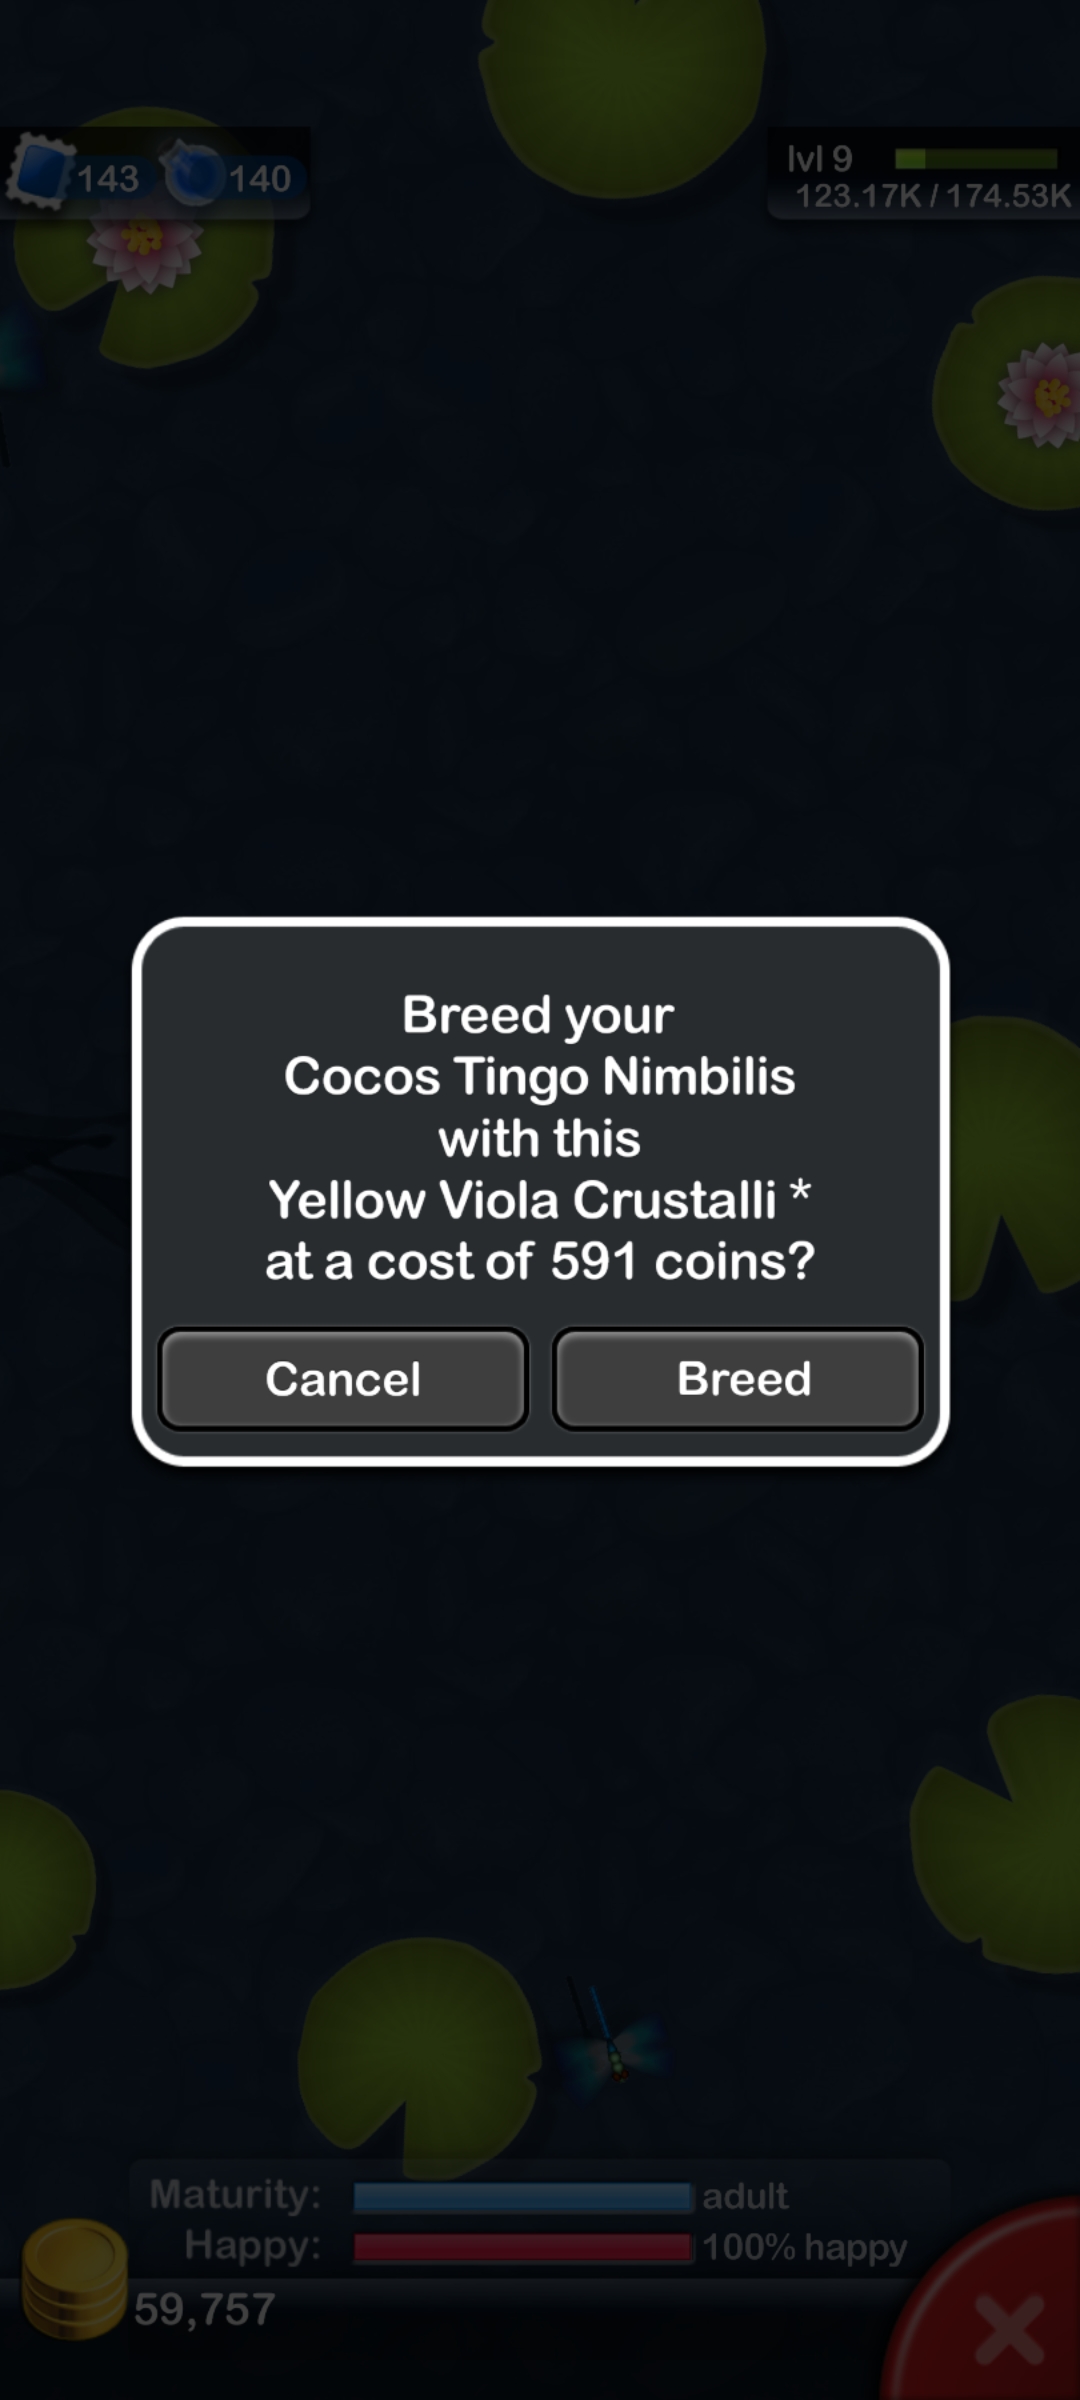 143 140
lvl 9
123.17K / 174.53K
Breed your
Cocos Tingo Nimbilis
with this
Yellow Viola Crustalli *
at a cost of 591 coins?
Cancel Breed
Maturity: adult
Happy: 100% happy
59,757